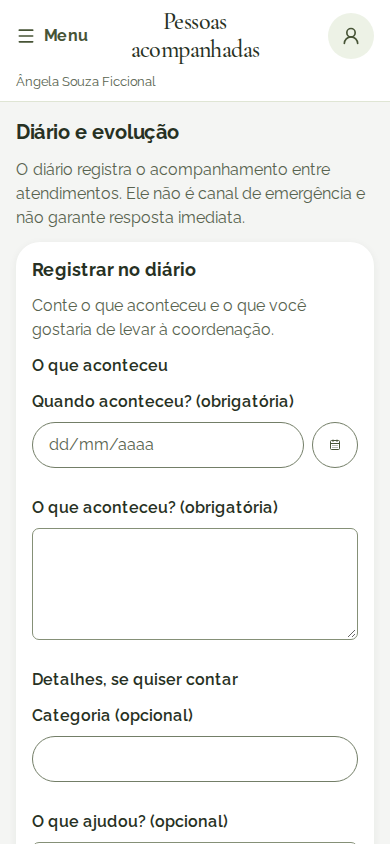 Menu
Pessoas
acompanhadas
Ângela Souza Ficcional
Diário e evolução
O diário registra o acompanhamento entre
atendimentos. Ele não é canal de emergência e
não garante resposta imediata.
Registrar no diário
Conte o que aconteceu e o que você
gostaria de levar à coordenação.
O que aconteceu
Quando aconteceu? (obrigatória)
dd/mm/aaaa
O que aconteceu? (obrigatória)
Detalhes, se quiser contar
Categoria (opcional)
O que ajudou? (opcional)